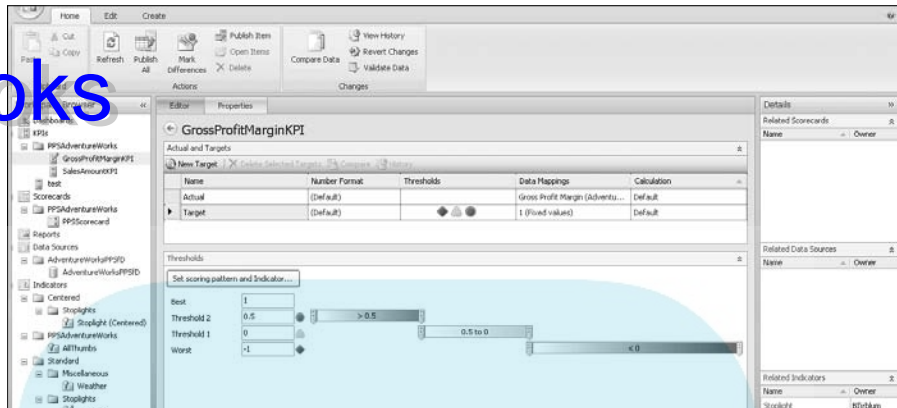 Home Edit Create
Cut
Copy
Refresh
Publish All
Mark Differences
Publish Item
Open Items
Delete
Actions
Compare Data
View History
Revert Changes
Validate Data
Changes
oks
Browser
Dashboards
KPIs
PPSAdventureWorks
GrossProfitMarginKPI
SalesAmountKPI
test
Scorecards
PPSAdventureWorks
PPSScorecard
Reports
Data Sources
AdventureWorksPPSFD
AdventureWorksPPSFD
Indicators
Centered
Stoplights
Stoplight (Centered)
PPSAdventureWorks
AllThumbs
Standard
Miscellaneous
Weather
Stoplights
Editor Properties
GrossProfitMarginKPI
Actual and Targets
New Target Delete Selected Targets Compare History
Name Number Format Thresholds Data Mappings Calculation
Actual (Default) Gross Profit Margin (Adventu... Default
Target (Default) 1 (Fixed values) Default
Thresholds
Set scoring pattern and Indicator...
Best 1
Threshold 2 0.5 > 0.5
Threshold 1 0 0.5 to 0
Worst -1 < 0
Details
Related Scorecards
Name Owner
Related Data Sources
Name Owner
Related Indicators
Name Owner
Stoplight